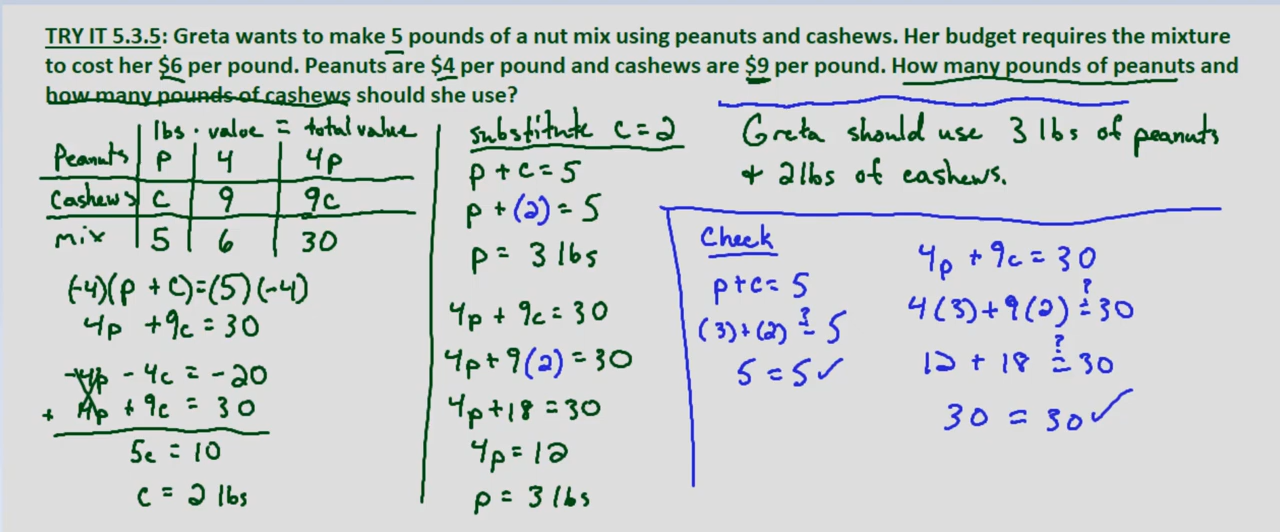 TRY IT 5.3.5: Greta wants to make 5 pounds of a nut mix using peanuts and cashews. Her budget requires the mixture
to cost her $6 per pound. Peanuts are $4 per pound and cashews are $9 per pound. How many pounds of peanuts and
how many pounds of cashews should she use?
lbs · value = total value
Peanuts p 4 4p
Cashews c 9 9c
mix 5 6 30
(-4)(p + c)=(5)(-4)
4p + 9c = 30
-4p - 4c = -20
+ 4p + 9c = 30
5c = 10
c = 2 lbs
substitute c = 2
p + c = 5
p + (2) = 5
p = 3 lbs
4p + 9c = 30
4p + 9(2) = 30
4p + 18 = 30
4p = 12
p = 3 lbs
Greta should use 3 lbs of peanuts
+ 2 lbs of cashews.
Check
p + c = 5
(3) + (2) ≟ 5
5 = 5 ✓
4p + 9c = 30
4(3) + 9(2) ≟ 30
12 + 18 ≟ 30
30 = 30 ✓